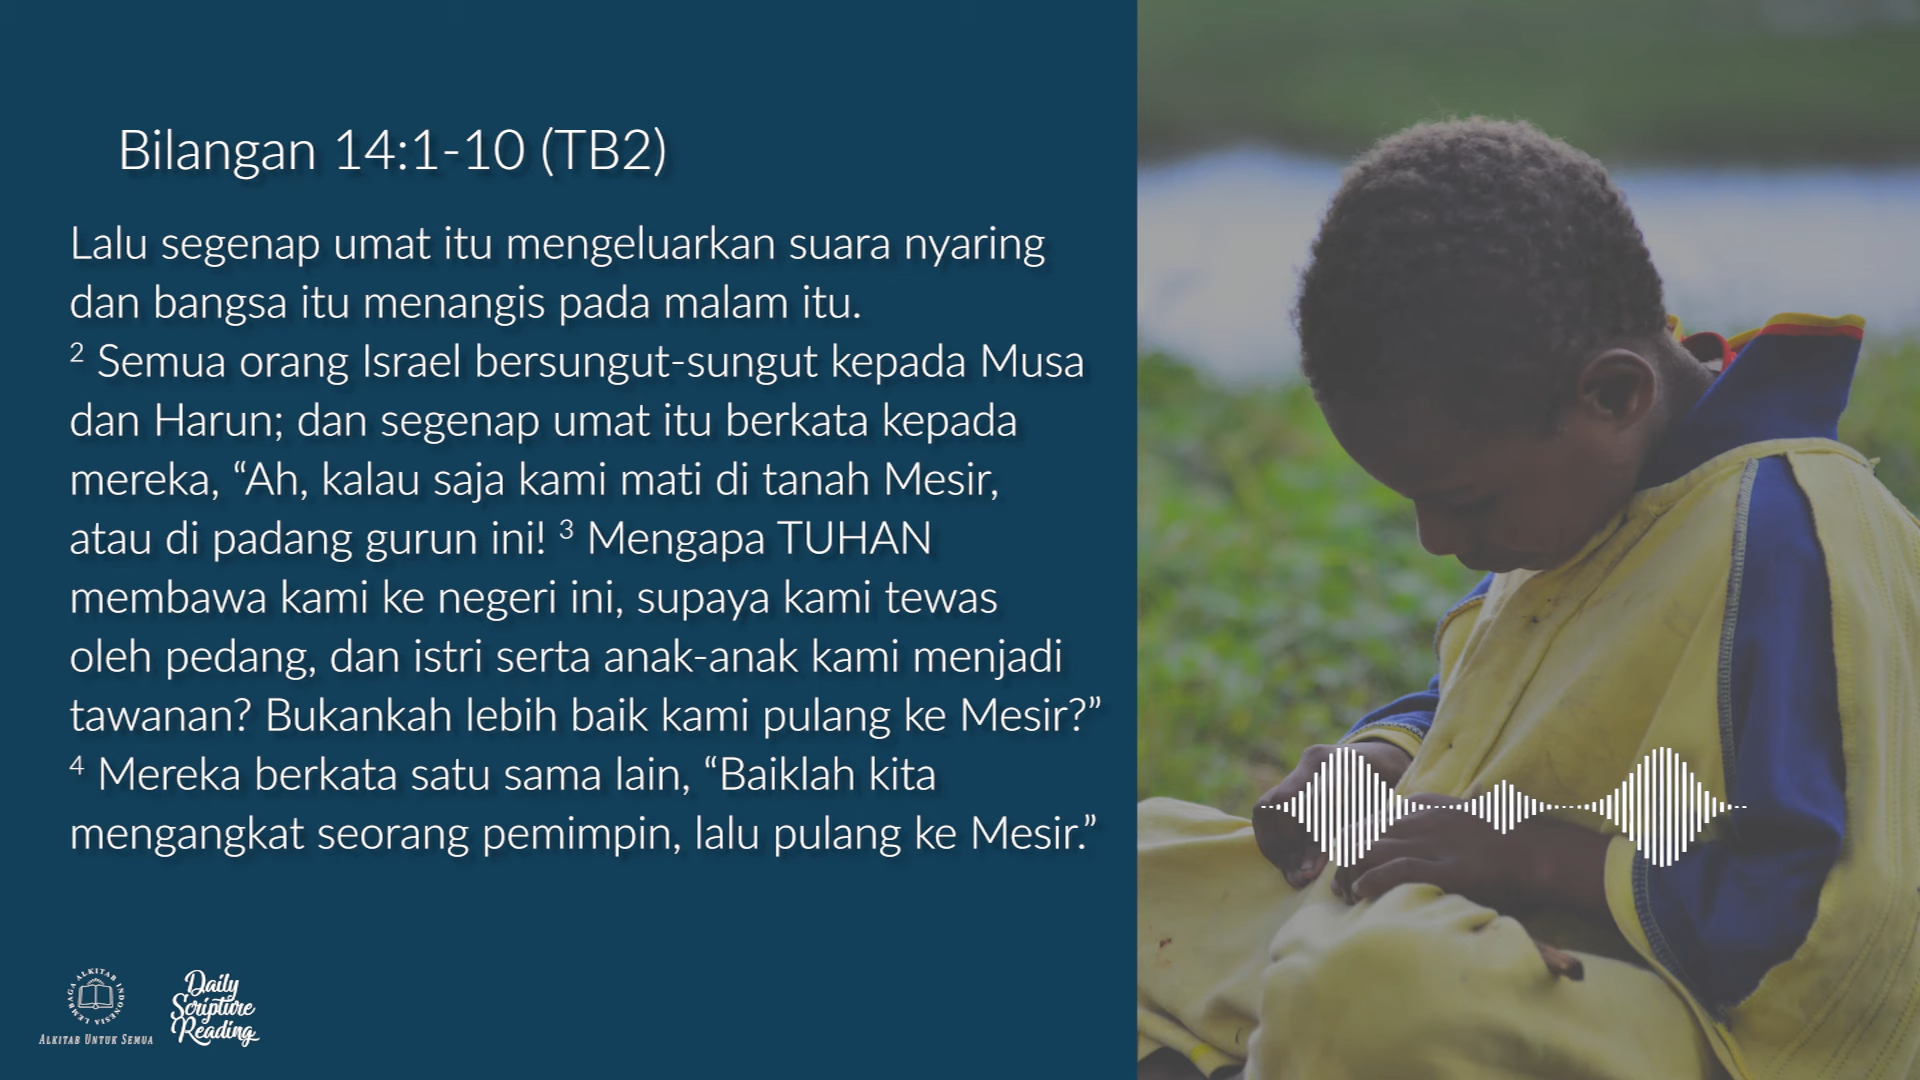 Bilangan 14:1-10 (TB2)
Lalu segenap umat itu mengeluarkan suara nyaring
dan bangsa itu menangis pada malam itu.
² Semua orang Israel bersungut-sungut kepada Musa
dan Harun; dan segenap umat itu berkata kepada
mereka, “Ah, kalau saja kami mati di tanah Mesir,
atau di padang gurun ini! ³ Mengapa TUHAN
membawa kami ke negeri ini, supaya kami tewas
oleh pedang, dan istri serta anak-anak kami menjadi
tawanan? Bukankah lebih baik kami pulang ke Mesir?”
⁴ Mereka berkata satu sama lain, “Baiklah kita
mengangkat seorang pemimpin, lalu pulang ke Mesir.”
LEMBAGA ALKITAB INDONESIA
ALKITAB UNTUK SEMUA
Daily
Scripture
Reading